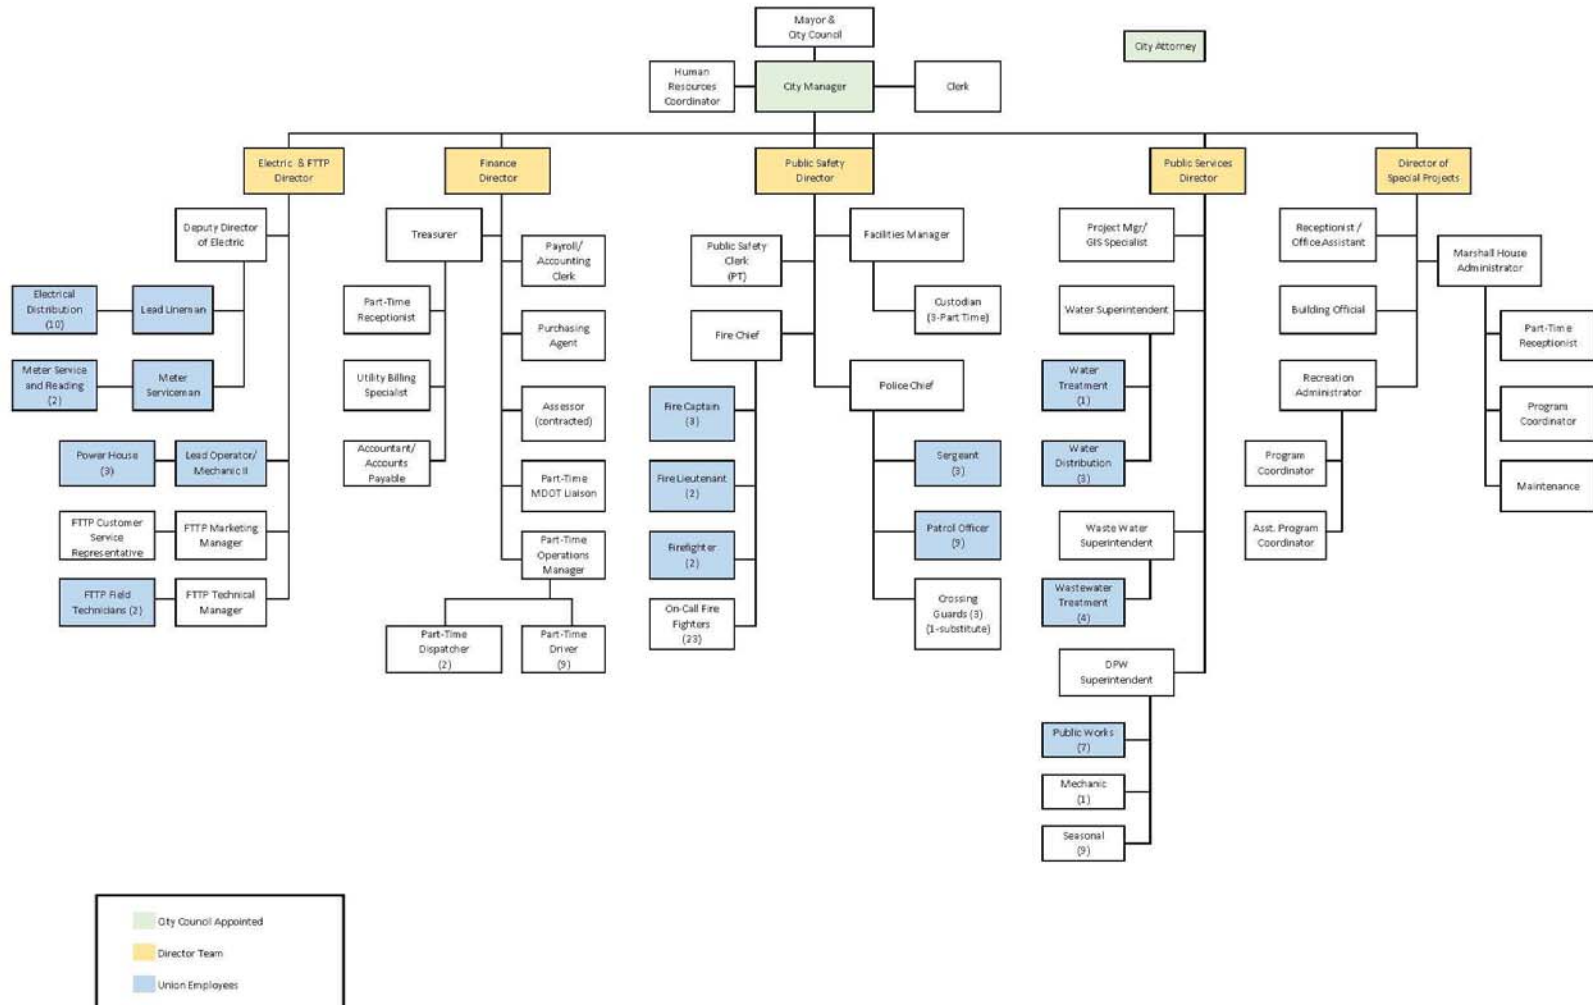 Mayor &
City Council
City Attorney
Human
Resources
Coordinator
City Manager
Clerk
Electric & FTTP
Director
Finance
Director
Public Safety
Director
Public Services
Director
Director of
Special Projects
Deputy Director
of Electric
Electrical
Distribution
(10)
Lead Lineman
Meter Service
and Reading
(2)
Meter
Serviceman
Power House
(3)
Lead Operator/
Mechanic II
FTTP Customer
Service
Representative
FTTP Marketing
Manager
FTTP Field
Technicians (2)
FTTP Technical
Manager
Treasurer
Part-Time
Receptionist
Utility Billing
Specialist
Accountant/
Accounts
Payable
Payroll/
Accounting
Clerk
Purchasing
Agent
Assessor
(contracted)
Part-Time
MDOT Liaison
Part-Time
Operations
Manager
Part-Time
Dispatcher
(2)
Part-Time
Driver
(9)
Public Safety
Clerk
(PT)
Facilities Manager
Custodian
(3-Part Time)
Fire Chief
Fire Captain
(3)
Fire Lieutenant
(2)
Firefighter
(2)
On-Call Fire
Fighters
(23)
Police Chief
Sergeant
(3)
Patrol Officer
(9)
Crossing
Guards (3)
(1-substitute)
Project Mgr/
GIS Specialist
Water Superintendent
Water
Treatment
(1)
Water
Distribution
(3)
Waste Water
Superintendent
Wastewater
Treatment
(4)
DPW
Superintendent
Public Works
(7)
Mechanic
(1)
Seasonal
(9)
Receptionist /
Office Assistant
Building Official
Recreation
Administrator
Program
Coordinator
Asst. Program
Coordinator
Marshall House
Administrator
Part-Time
Receptionist
Program
Coordinator
Maintenance
City Council Appointed
Director Team
Union Employees